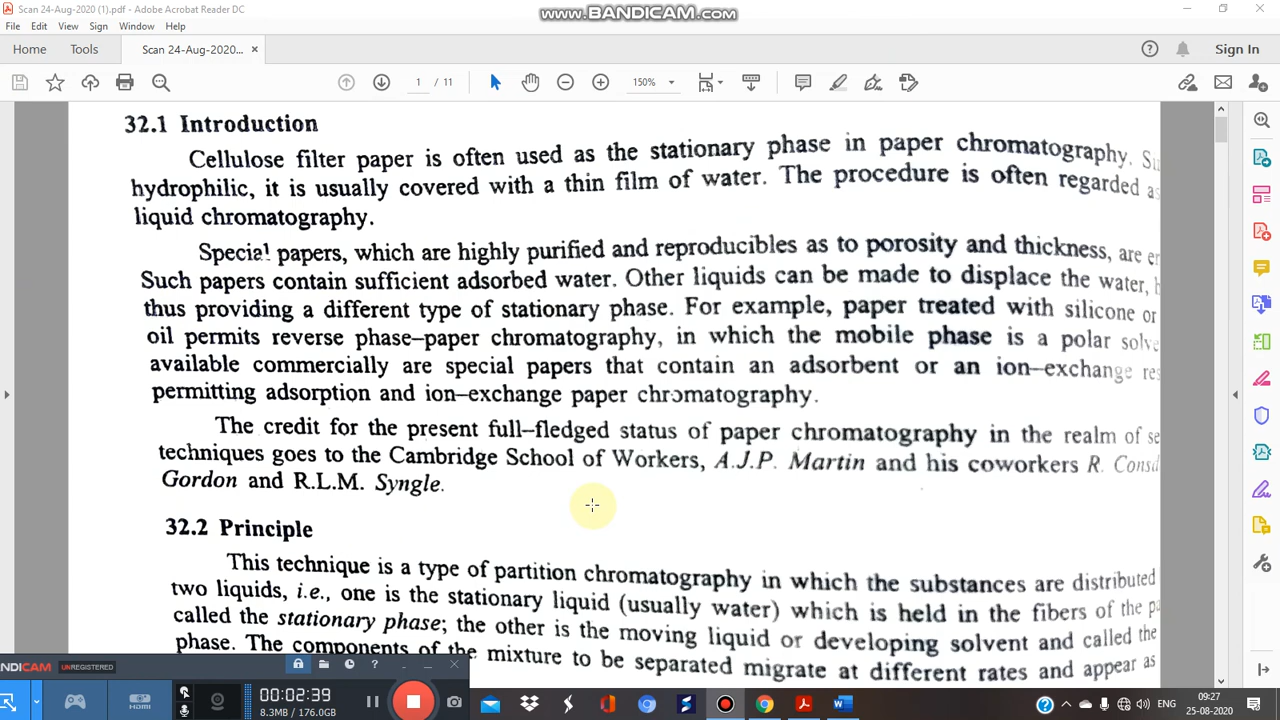 Scan 24-Aug-2020 (1).pdf - Adobe Acrobat Reader DC
www.BANDICAM.com
File Edit View Sign Window Help
Home Tools Scan 24-Aug-2020... × Sign In
1 / 11 150%
32.1 Introduction
Cellulose filter paper is often used as the stationary phase in paper chromatography.
hydrophilic, it is usually covered with a thin film of water. The procedure is often regarded as
liquid chromatography.
Special papers, which are highly purified and reproducibles as to porosity and thickness, are
Such papers contain sufficient adsorbed water. Other liquids can be made to displace the water,
thus providing a different type of stationary phase. For example, paper treated with silicone or
oil permits reverse phase–paper chromatography, in which the mobile phase is a polar
available commercially are special papers that contain an adsorbent or an ion–exchange
permitting adsorption and ion–exchange paper chromatography.
The credit for the present full–fledged status of paper chromatography in the realm of
techniques goes to the Cambridge School of Workers, A.J.P. Martin and his coworkers R.
Gordon and R.L.M. Syngle.
32.2 Principle
This technique is a type of partition chromatography in which the substances are distributed
two liquids, i.e., one is the stationary liquid (usually water) which is held in the fibers of the
called the stationary phase; the other is the moving liquid or developing solvent and called the
phase. The components of the mixture to be separated migrate at different rates and appear as
NDICAM UNREGISTERED
00:02:39
8.3MB / 176.0GB
ENG 09:27
25-08-2020